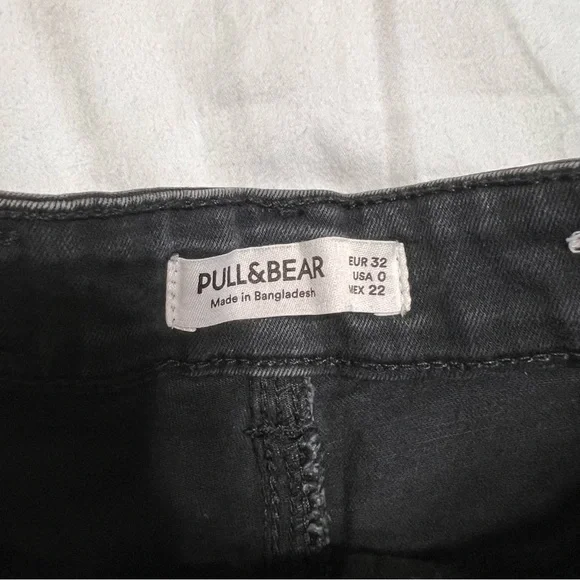 PULL&BEAR
Made in Bangladesh
EUR 32
USA 0
MEX 22